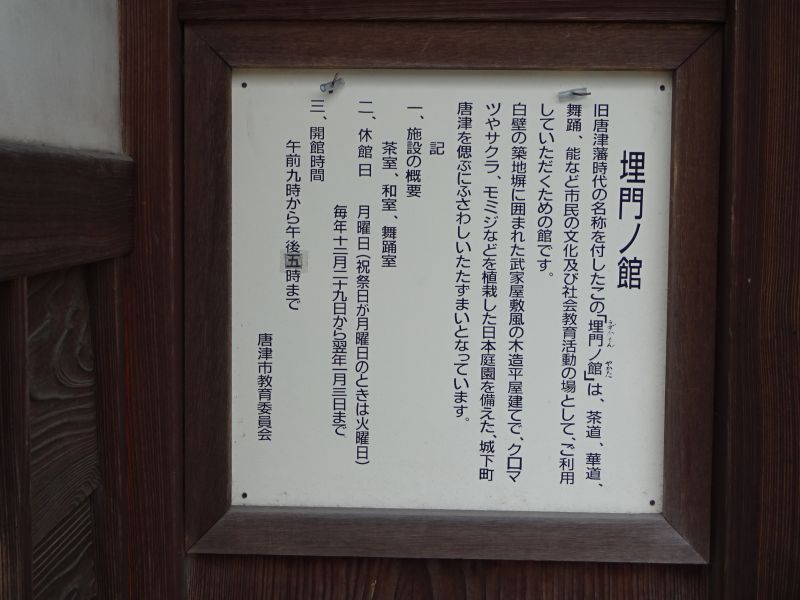 埋門ノ館
旧唐津藩時代の名称を付したこの「埋門ノ館」は、茶道、華道、
舞踊、能など市民の文化及び社会教育活動の場として、ご利用
していただくための館です。
白壁の築地塀に囲まれた武家屋敷風の木造平屋建てで、クロマ
ツやサクラ、モミジなどを植栽した日本庭園を備えた、城下町
唐津を偲ぶにふさわしいたたずまいとなっています。
記
一、施設の概要
茶室、和室、舞踊室
二、休館日 月曜日(祝祭日が月曜日のときは火曜日)
毎年十二月二十九日から翌年一月三日まで
三、開館時間
午前九時から午後五時まで
唐津市教育委員会